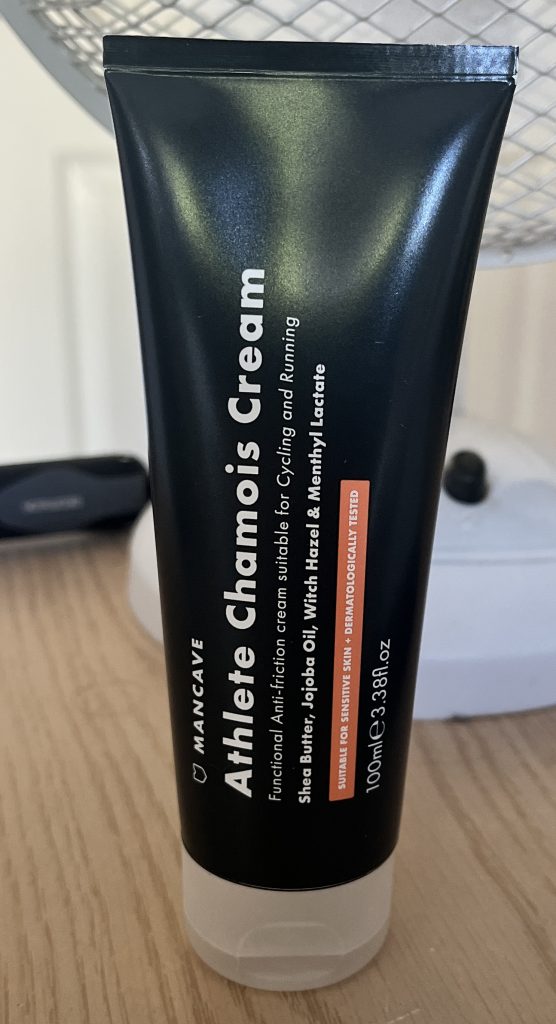 MANCAVE
Athlete Chamois Cream
Functional Anti-friction cream suitable for Cycling and Running
Shea Butter, Jojoba Oil, Witch Hazel & Menthyl Lactate
SUITABLE FOR SENSITIVE SKIN + DERMATOLOGICALLY TESTED
100ml℮3.38fl.oz